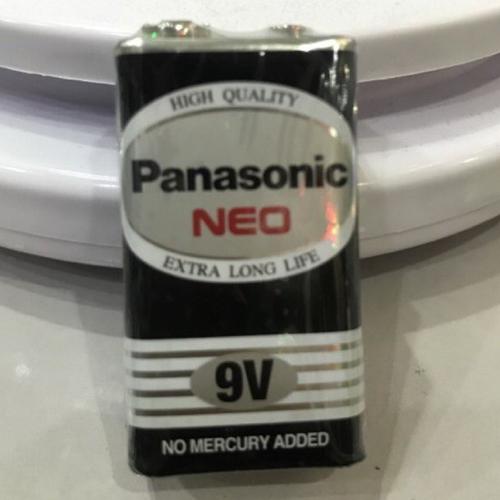 HIGH QUALITY
Panasonic
NEO
EXTRA LONG LIFE
9V
NO MERCURY ADDED